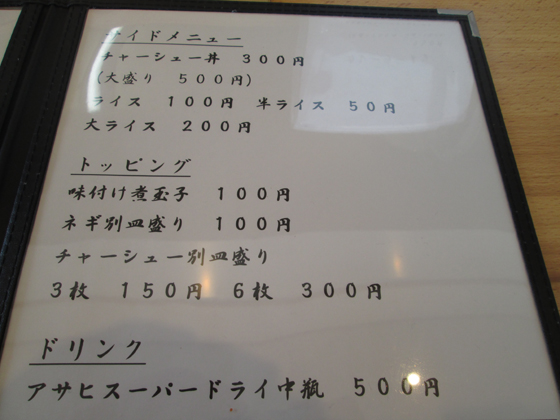 サイドメニュー
チャーシュー丼 300円
(大盛り 500円)
ライス 100円 半ライス 50円
大ライス 200円
トッピング
味付け煮玉子 100円
ネギ別皿盛り 100円
チャーシュー別皿盛り
3枚 150円 6枚 300円
ドリンク
アサヒスーパードライ中瓶 500円